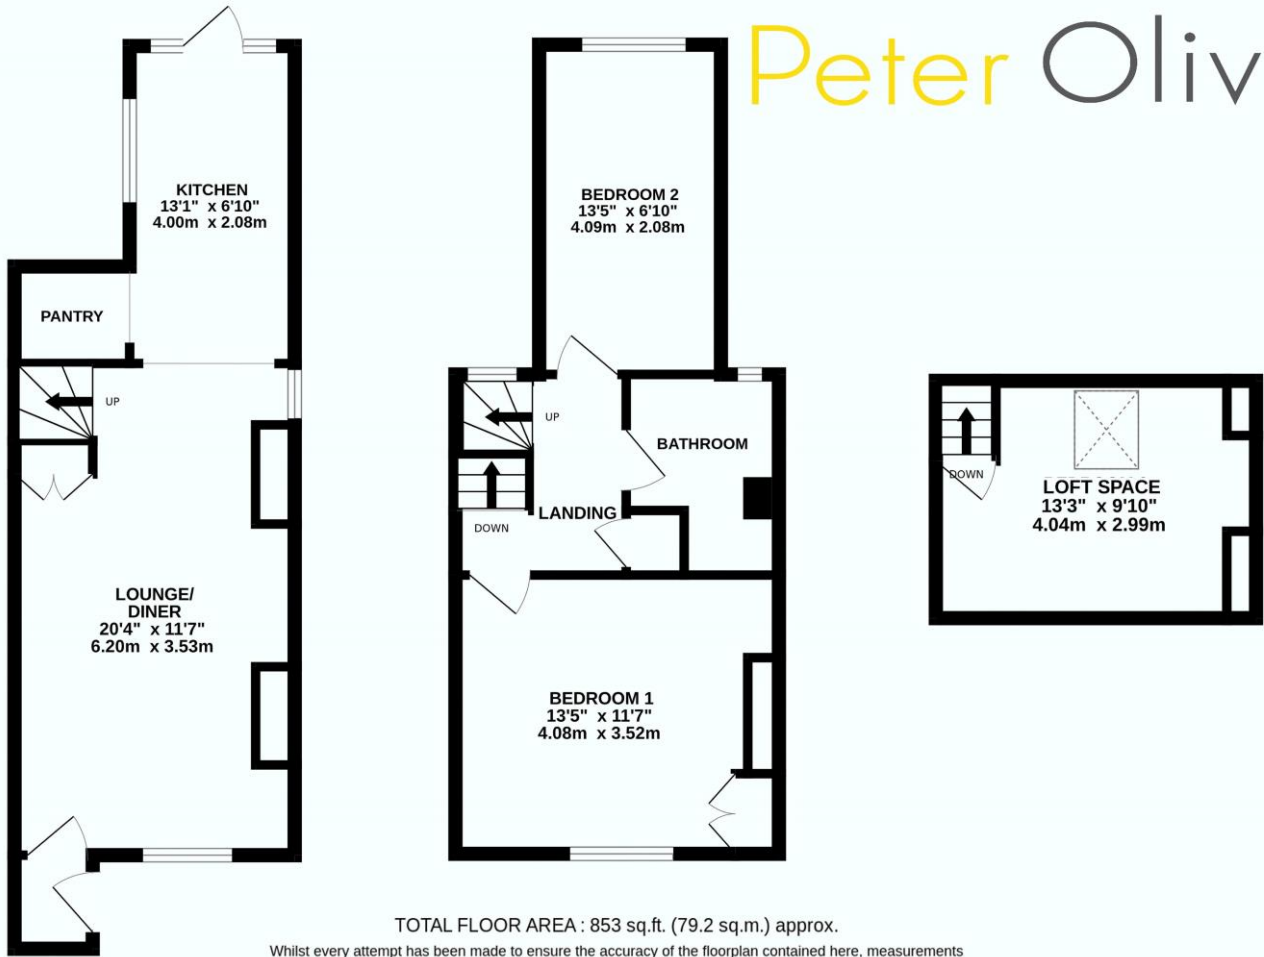 Peter Oliv
KITCHEN
13'1" x 6'10"
4.00m x 2.08m
PANTRY
UP
LOUNGE/
DINER
20'4" x 11'7"
6.20m x 3.53m
BEDROOM 2
13'5" x 6'10"
4.09m x 2.08m
UP
BATHROOM
LANDING
DOWN
BEDROOM 1
13'5" x 11'7"
4.08m x 3.52m
DOWN
LOFT SPACE
13'3" x 9'10"
4.04m x 2.99m
TOTAL FLOOR AREA : 853 sq.ft. (79.2 sq.m.) approx.
Whilst every attempt has been made to ensure the accuracy of the floorplan contained here, measurements